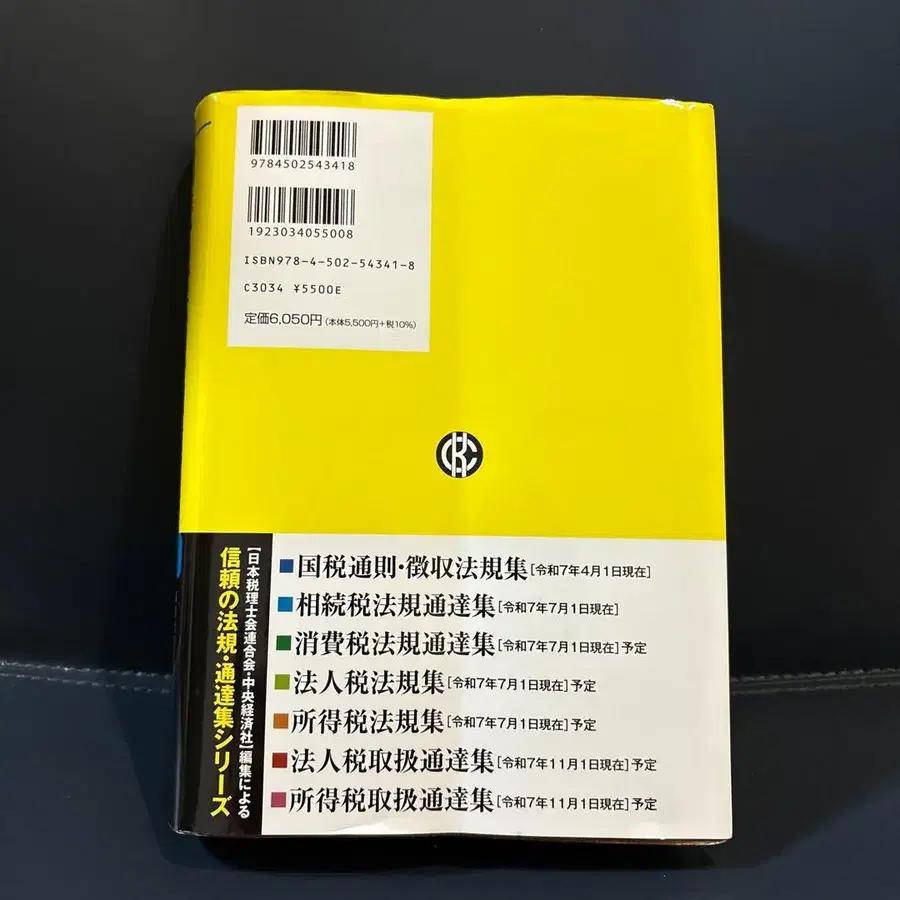 9784502543418
1923034055008
ISBN978-4-502-54341-8
C3034 ¥5500E
定価6,050円(本体5,500円+税10%)
【日本税理士会連合会・中央経済社】編集による
信頼の法規・通達集シリーズ
■国税通則・徴収法規集[令和7年4月1日現在]
■相続税法規通達集[令和7年7月1日現在]
■消費税法規通達集[令和7年7月1日現在]予定
■法人税法規集[令和7年7月1日現在]予定
■所得税法規集[令和7年7月1日現在]予定
■法人税取扱通達集[令和7年11月1日現在]予定
■所得税取扱通達集[令和7年11月1日現在]予定